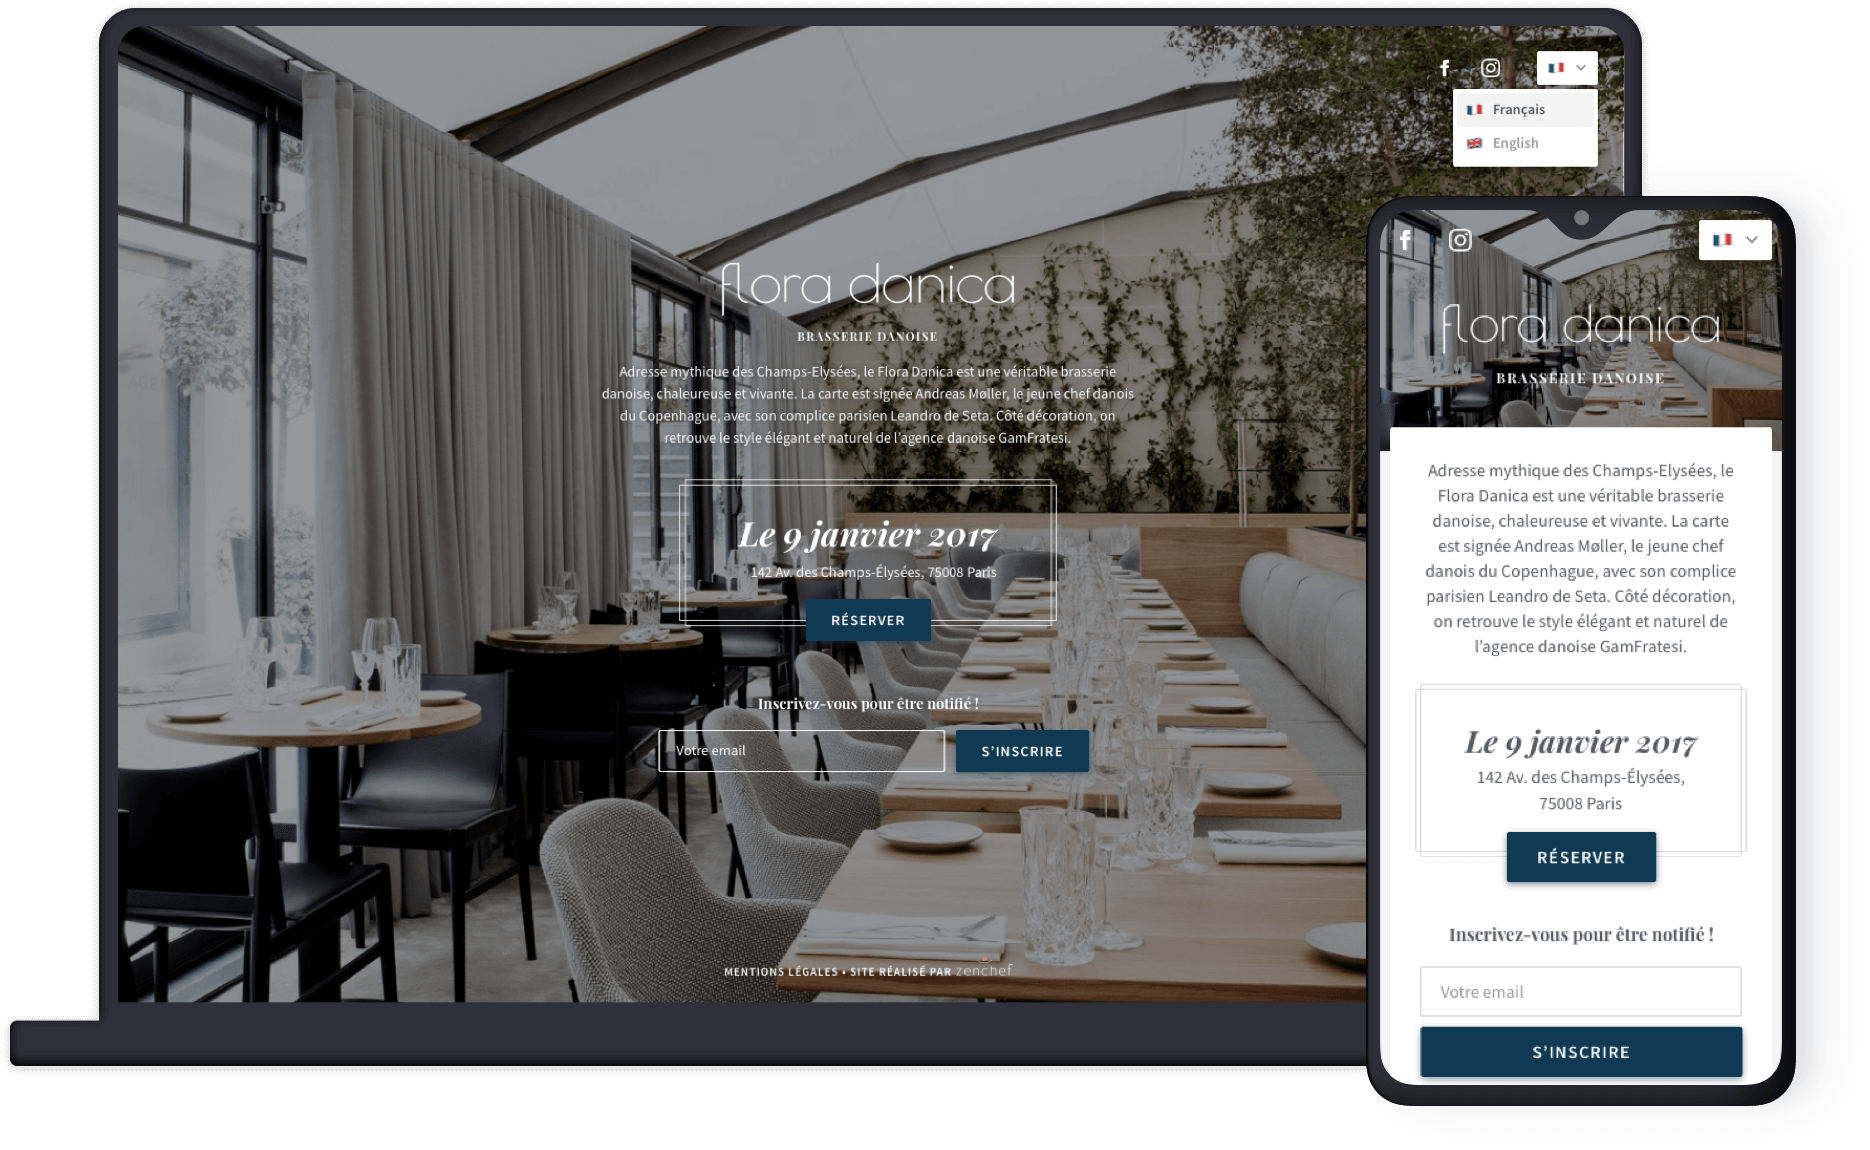 Français
English
flora danica
BRASSERIE DANOISE
Adresse mythique des Champs-Elysées, le Flora Danica est une véritable brasserie
danoise, chaleureuse et vivante. La carte est signée Andreas Møller, le jeune chef danois
du Copenhague, avec son complice parisien Leandro de Seta. Côté décoration, on
retrouve le style élégant et naturel de l'agence danoise GamFratesi.
Le 9 janvier 2017
142 Av. des Champs-Élysées, 75008 Paris
RÉSERVER
Inscrivez-vous pour être notifié !
Votre email
S'INSCRIRE
MENTIONS LÉGALES • SITE RÉALISÉ PAR zenchef
flora danica
BRASSERIE DANOISE
Adresse mythique des Champs-Elysées, le
Flora Danica est une véritable brasserie
danoise, chaleureuse et vivante. La carte
est signée Andreas Møller, le jeune chef
danois du Copenhague, avec son complice
parisien Leandro de Seta. Côté décoration,
on retrouve le style élégant et naturel de
l'agence danoise GamFratesi.
Le 9 janvier 2017
142 Av. des Champs-Élysées,
75008 Paris
RÉSERVER
Inscrivez-vous pour être notifié !
Votre email
S'INSCRIRE